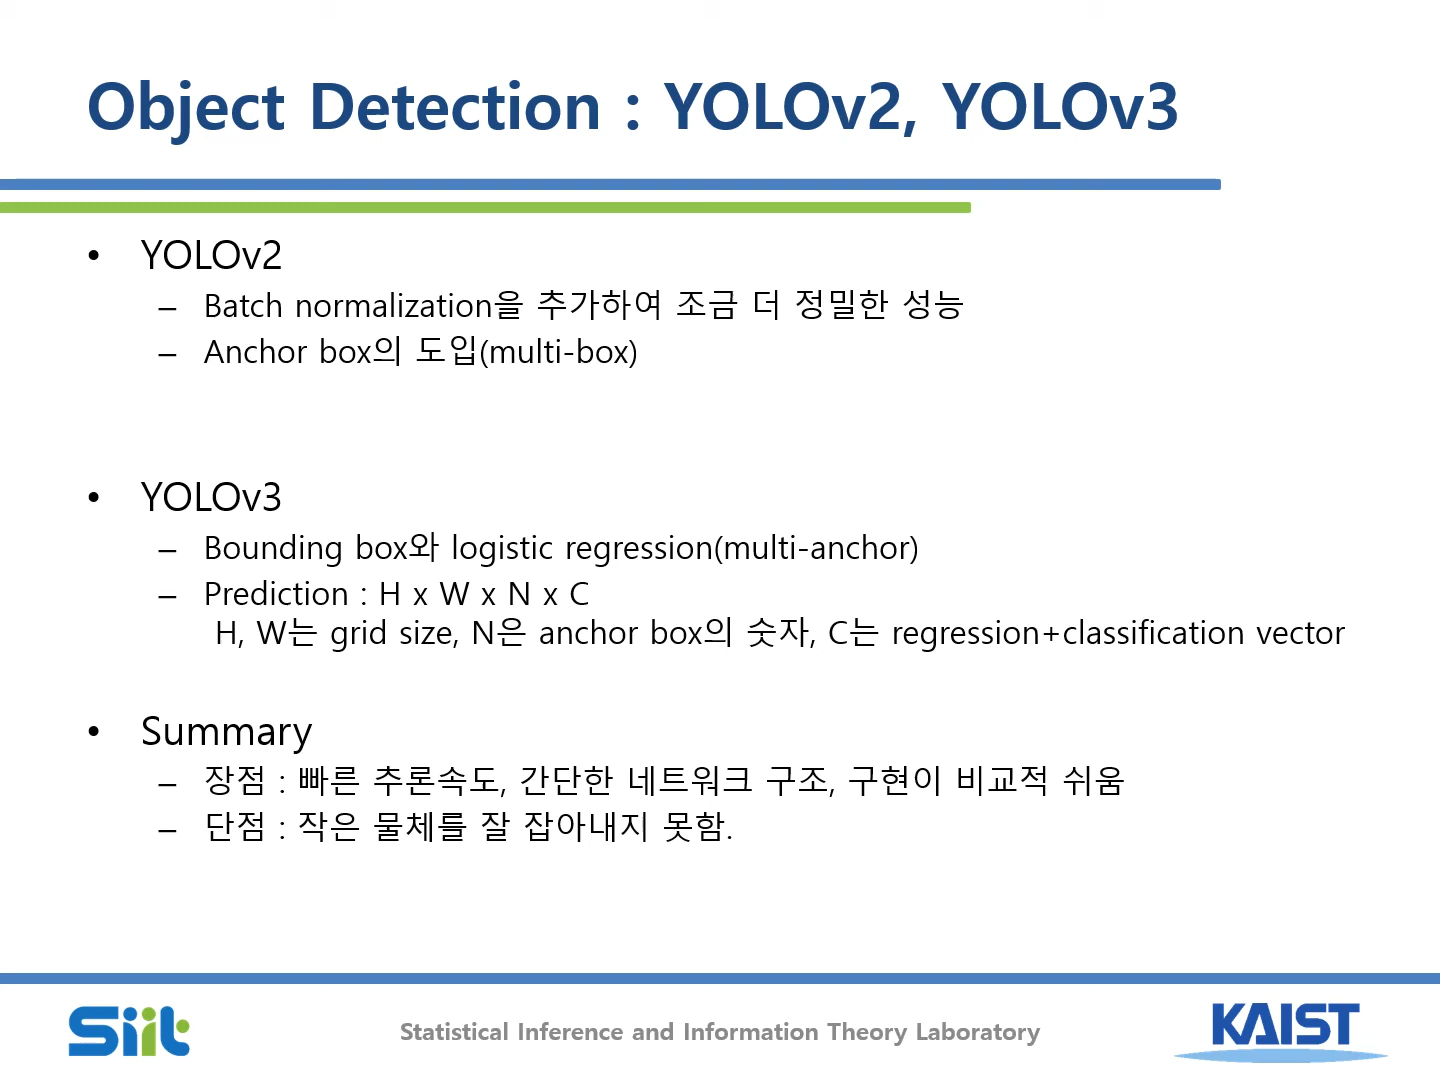 Object Detection : YOLOv2, YOLOv3
• YOLOv2
– Batch normalization을 추가하여 조금 더 정밀한 성능
– Anchor box의 도입(multi-box)
• YOLOv3
– Bounding box와 logistic regression(multi-anchor)
– Prediction : H x W x N x C
H, W는 grid size, N은 anchor box의 숫자, C는 regression+classification vector
• Summary
– 장점 : 빠른 추론속도, 간단한 네트워크 구조, 구현이 비교적 쉬움
– 단점 : 작은 물체를 잘 잡아내지 못함.
Siit
Statistical Inference and Information Theory Laboratory
KAIST